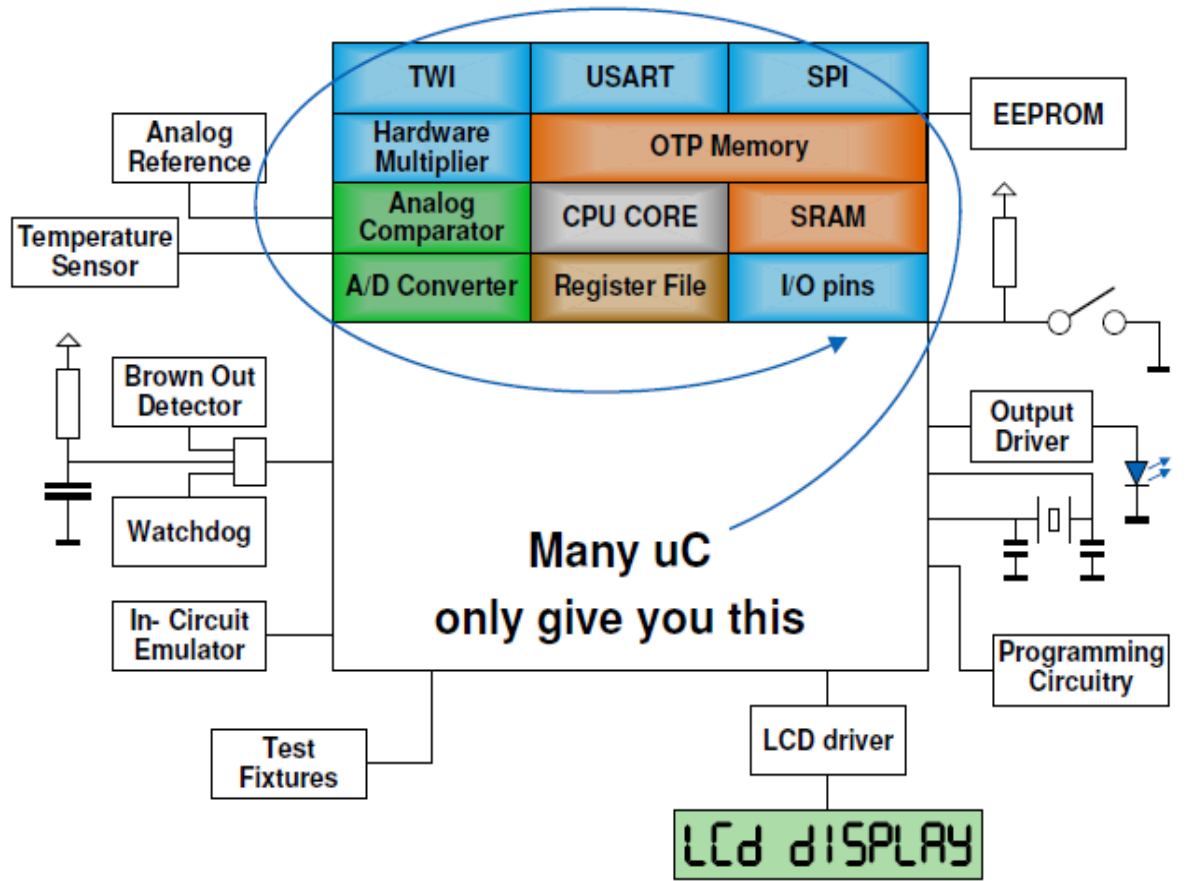 TWI
USART
SPI
EEPROM
Analog
Reference
Hardware
Multiplier
OTP Memory
Analog
Comparator
CPU CORE
SRAM
Temperature
Sensor
A/D Converter
Register File
I/O pins
Brown Out
Detector
Output
Driver
Watchdog
Many uC
only give you this
In- Circuit
Emulator
Programming
Circuitry
Test
Fixtures
LCD driver
LCd dISPLAY